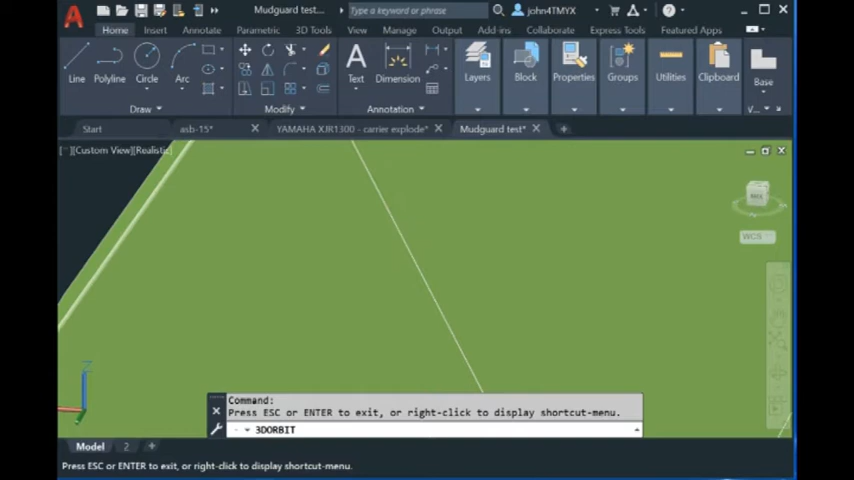 Mudguard test... Type a keyword or phrase john4TMYX
Home Insert Annotate Parametric 3D Tools View Manage Output Add-ins Collaborate Express Tools Featured Apps
Line Polyline Circle Arc Text Dimension Layers Block Properties Groups Utilities Clipboard Base
Draw Modify Annotation V...
Start asb-15* YAMAHA XJR1300 - carrier explode* Mudguard test*
[-][Custom View][Realistic]
WCS
Z
Command:
Press ESC or ENTER to exit, or right-click to display shortcut-menu.
3DORBIT
Model 2
Press ESC or ENTER to exit, or right-click to display shortcut-menu.